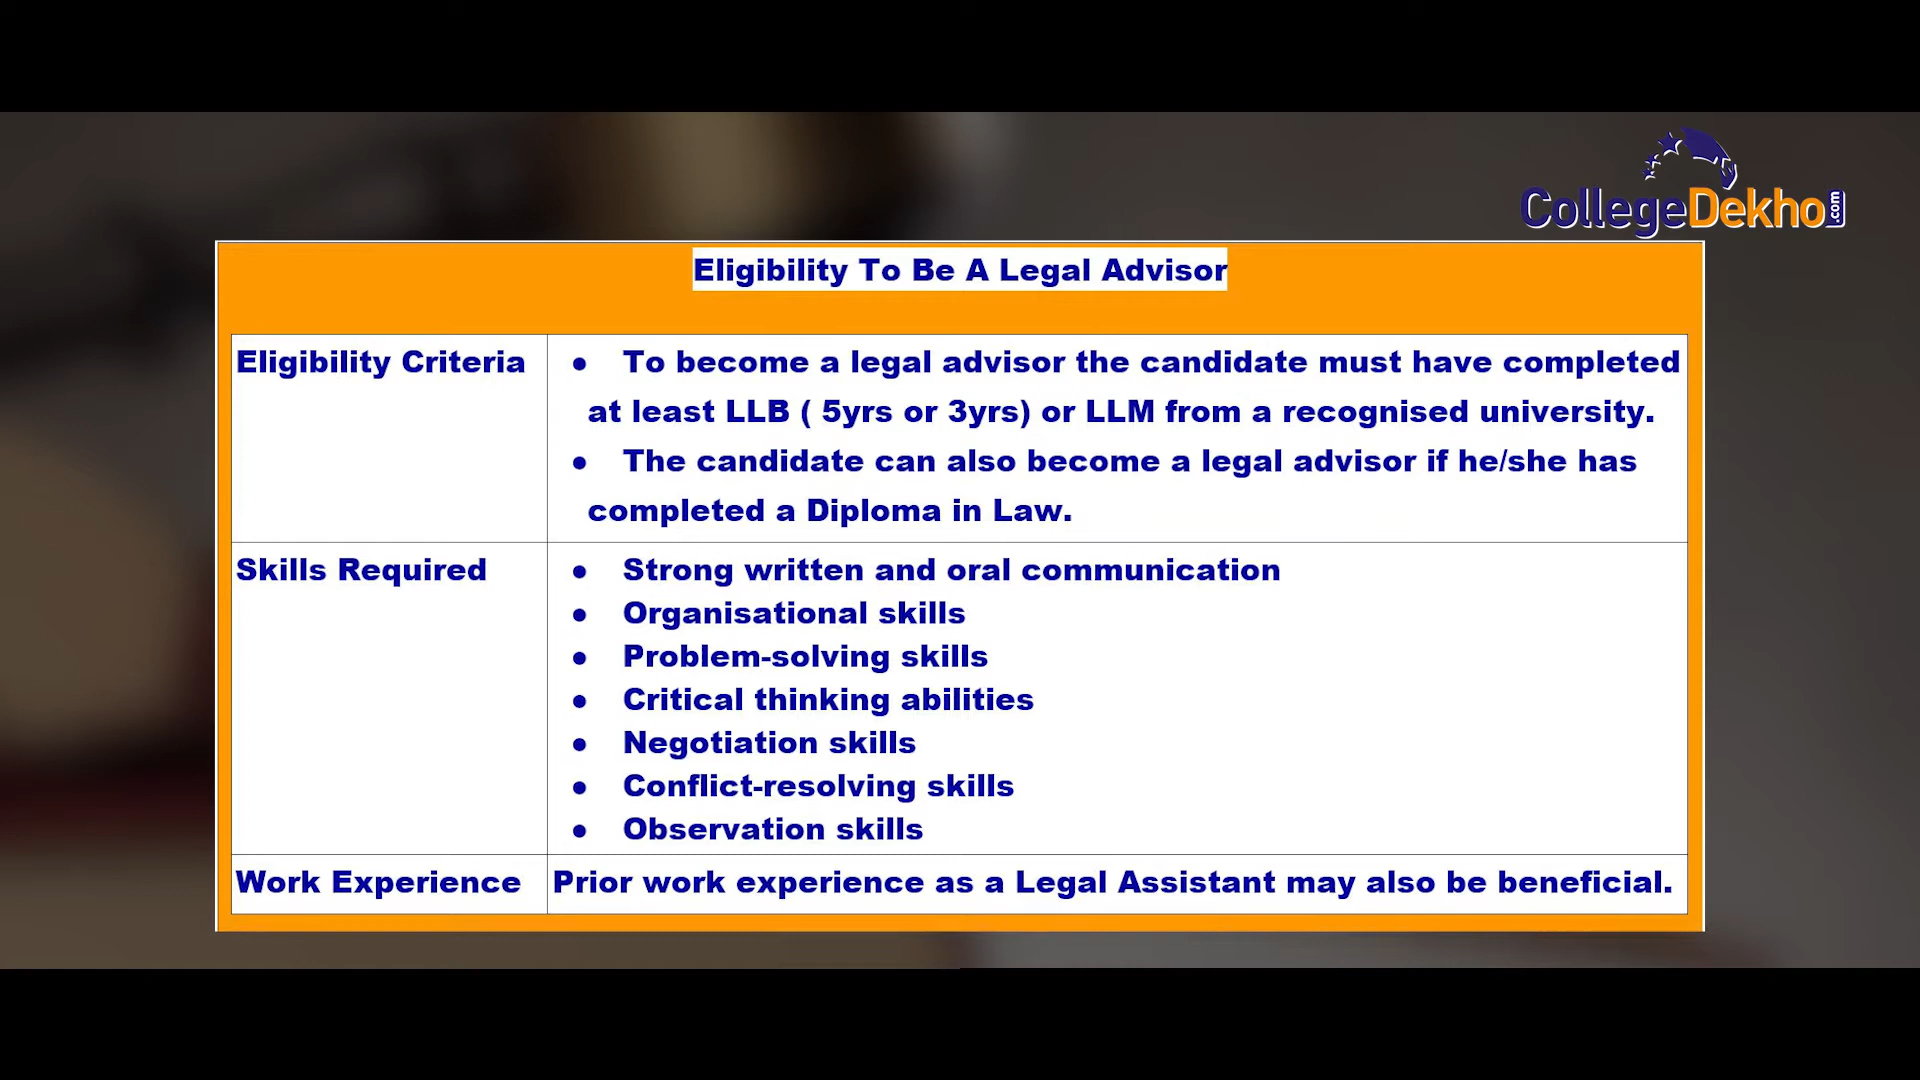 CollegeDekho.com
Eligibility To Be A Legal Advisor
Eligibility Criteria
● To become a legal advisor the candidate must have completed
at least LLB ( 5yrs or 3yrs) or LLM from a recognised university.
● The candidate can also become a legal advisor if he/she has
completed a Diploma in Law.
Skills Required
● Strong written and oral communication
● Organisational skills
● Problem-solving skills
● Critical thinking abilities
● Negotiation skills
● Conflict-resolving skills
● Observation skills
Work Experience
Prior work experience as a Legal Assistant may also be beneficial.